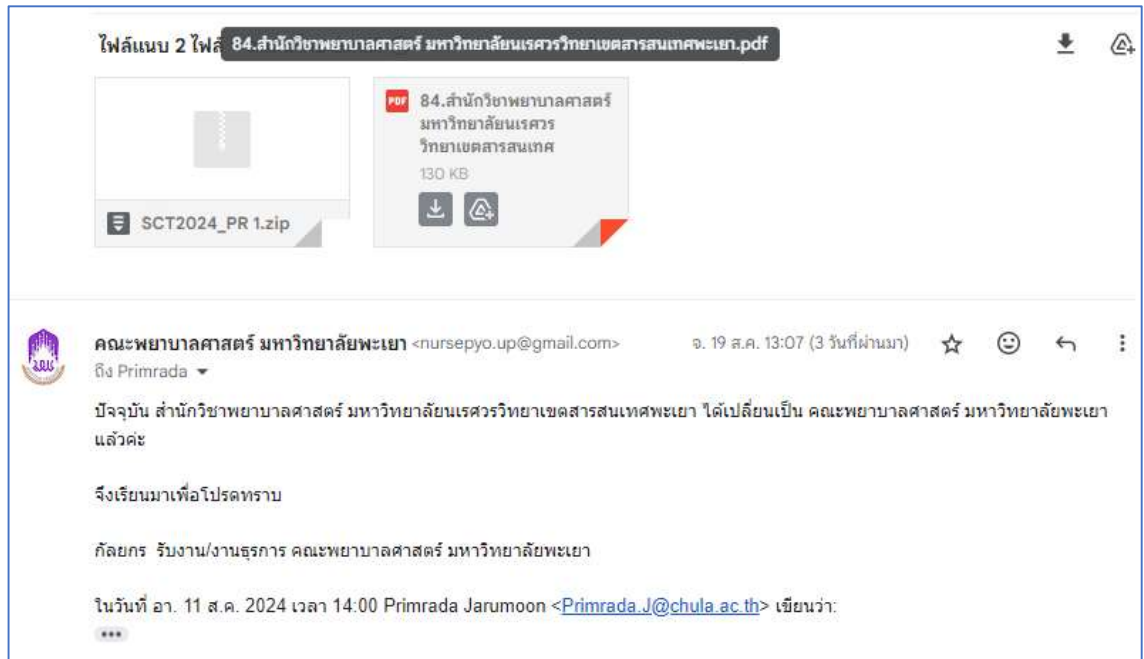 ไฟล์แนบ 2 ไฟล์
84.สำนักวิชาพยาบาลศาสตร์ มหาวิทยาลัยนเรศวรวิทยาเขตสารสนเทศพะเยา.pdf
SCT2024_PR 1.zip
PDF 84.สำนักวิชาพยาบาลศาสตร์
มหาวิทยาลัยนเรศวร
วิทยาเขตสารสนเทศ
130 KB
คณะพยาบาลศาสตร์ มหาวิทยาลัยพะเยา <nursepyo.up@gmail.com> จ. 19 ส.ค. 13:07 (3 วันที่ผ่านมา)
ถึง Primrada
ปัจจุบัน สำนักวิชาพยาบาลศาสตร์ มหาวิทยาลัยนเรศวรวิทยาเขตสารสนเทศพะเยา ได้เปลี่ยนเป็น คณะพยาบาลศาสตร์ มหาวิทยาลัยพะเยา
แล้วค่ะ
จึงเรียนมาเพื่อโปรดทราบ
กัลยกร รับงาน/งานธุรการ คณะพยาบาลศาสตร์ มหาวิทยาลัยพะเยา
ในวันที่ อา. 11 ส.ค. 2024 เวลา 14:00 Primrada Jarumoon <Primrada.J@chula.ac.th> เขียนว่า: